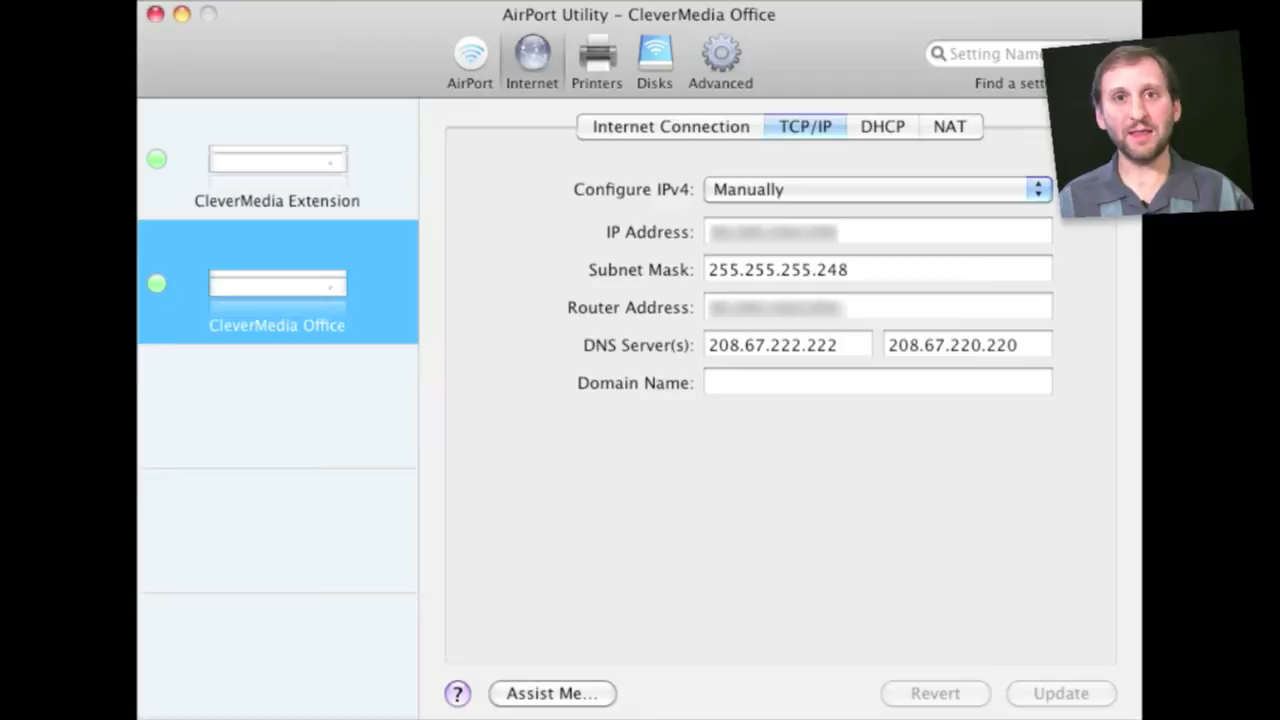 AirPort Utility – CleverMedia Office
AirPort Internet Printers Disks Advanced
Setting Name
Find a sett
Internet Connection TCP/IP DHCP NAT
CleverMedia Extension
CleverMedia Office
Configure IPv4: Manually
IP Address:
Subnet Mask: 255.255.255.248
Router Address:
DNS Server(s): 208.67.222.222 208.67.220.220
Domain Name:
? Assist Me... Revert Update